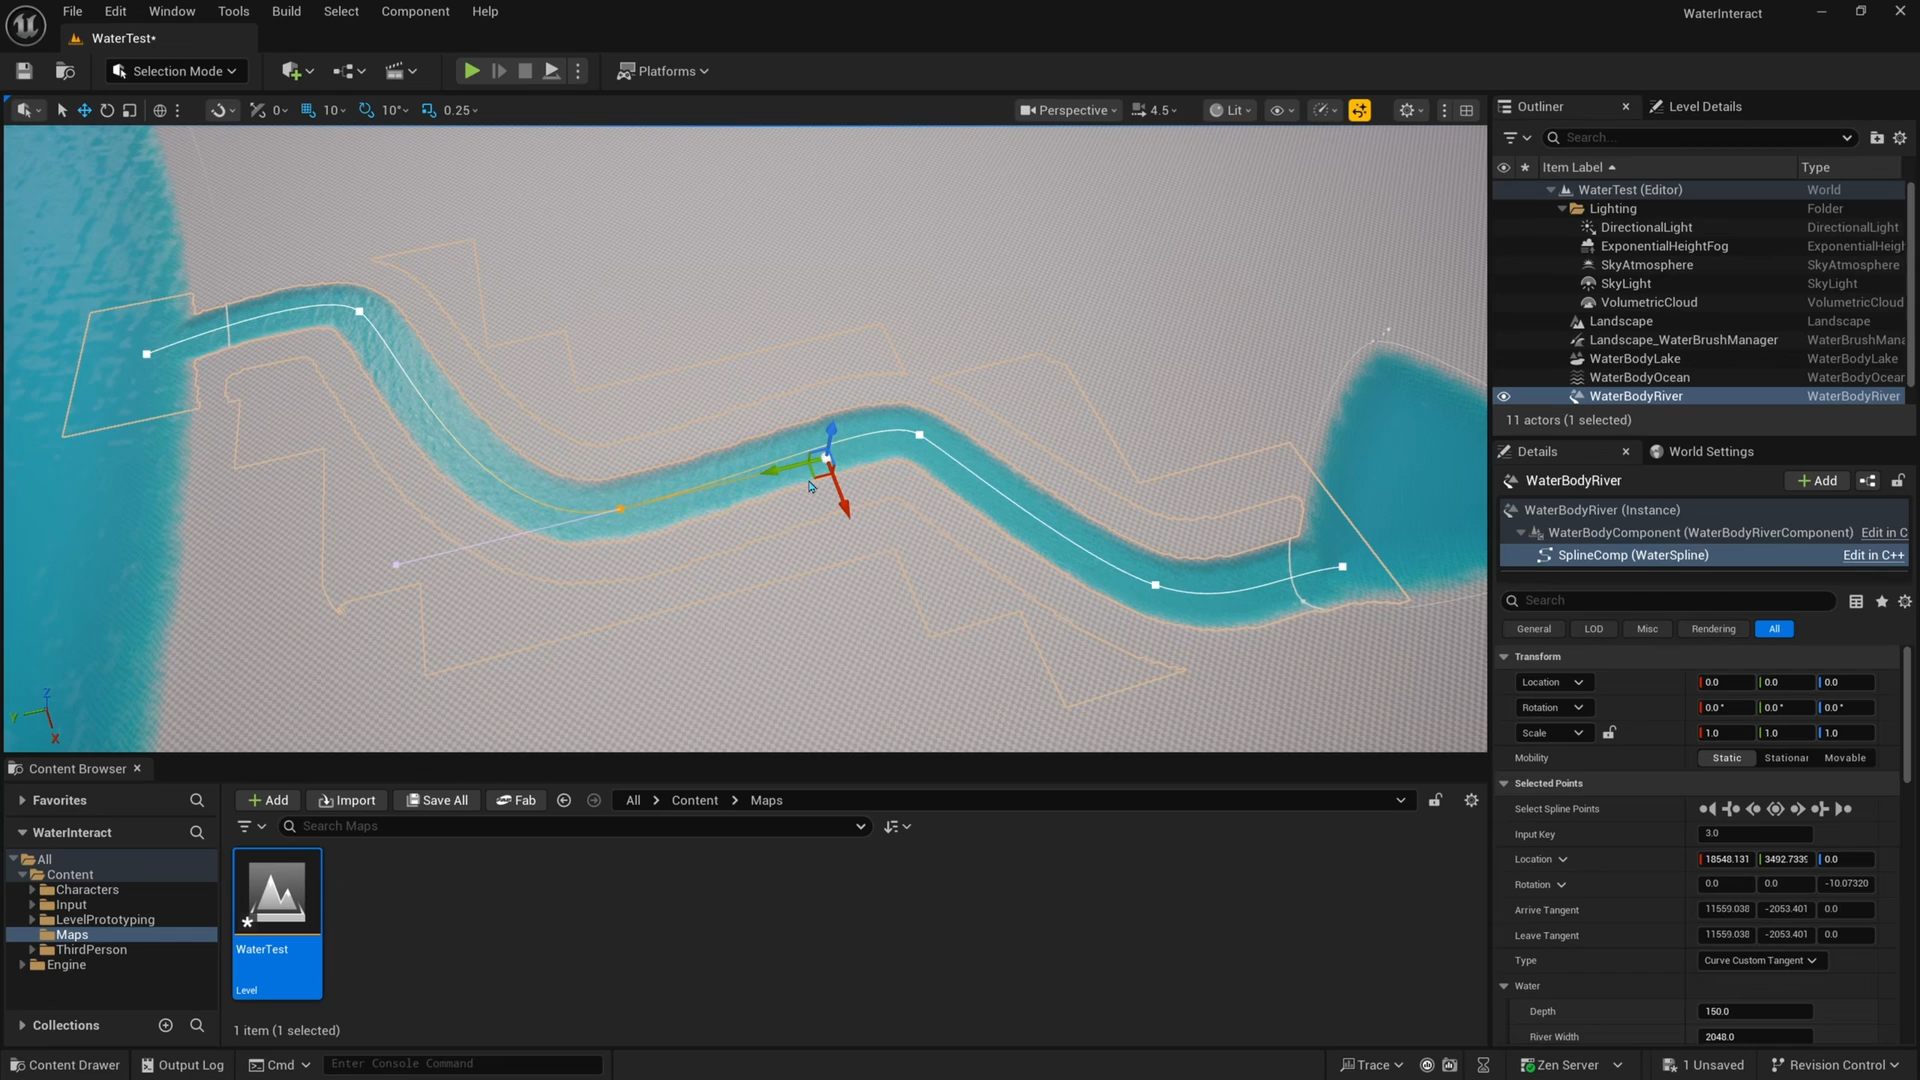 File Edit Window Tools Build Select Component Help
WaterInteract
WaterTest*
Selection Mode
Platforms
0 10 10° 0.25
Perspective 4.5 Lit
Z
Y
X
Outliner Level Details
Search...
Item Label Type
WaterTest (Editor) World
Lighting Folder
DirectionalLight DirectionalLight
ExponentialHeightFog ExponentialHeigh
SkyAtmosphere SkyAtmosphere
SkyLight SkyLight
VolumetricCloud VolumetricCloud
Landscape Landscape
Landscape_WaterBrushManager WaterBrushMana
WaterBodyLake WaterBodyLake
WaterBodyOcean WaterBodyOcean
WaterBodyRiver WaterBodyRiver
11 actors (1 selected)
Details World Settings
WaterBodyRiver Add
WaterBodyRiver (Instance)
WaterBodyComponent (WaterBodyRiverComponent) Edit in C
SplineComp (WaterSpline) Edit in C++
Search
General LOD Misc Rendering All
Transform
Location 0.0 0.0 0.0
Rotation 0.0 ° 0.0 ° 0.0 °
Scale 1.0 1.0 1.0
Mobility Static Stationar Movable
Selected Points
Select Spline Points
Input Key 3.0
Location 18548.131 3492.7339 0.0
Rotation 0.0 0.0 -10.07320
Arrive Tangent 11559.038 -2053.401 0.0
Leave Tangent 11559.038 -2053.401 0.0
Type Curve Custom Tangent
Water
Depth 150.0
River Width 2048.0
Content Browser
Favorites
WaterInteract
All
Content
Characters
Input
LevelPrototyping
Maps
ThirdPerson
Engine
Collections
Add Import Save All Fab All Content Maps
Search Maps
WaterTest
Level
1 item (1 selected)
Content Drawer Output Log Cmd Enter Console Command
Trace Zen Server 1 Unsaved Revision Control